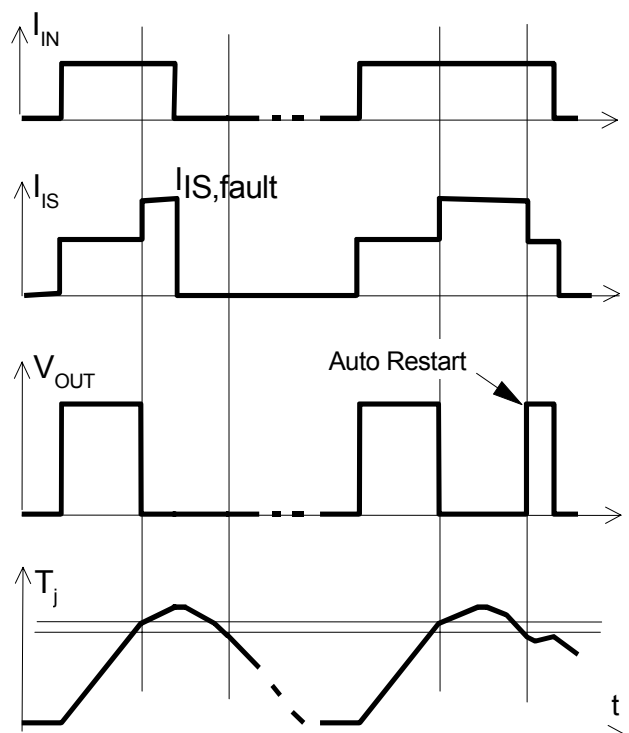 I_IN
I_IS
I_IS,fault
V_OUT
Auto Restart
T_j
t